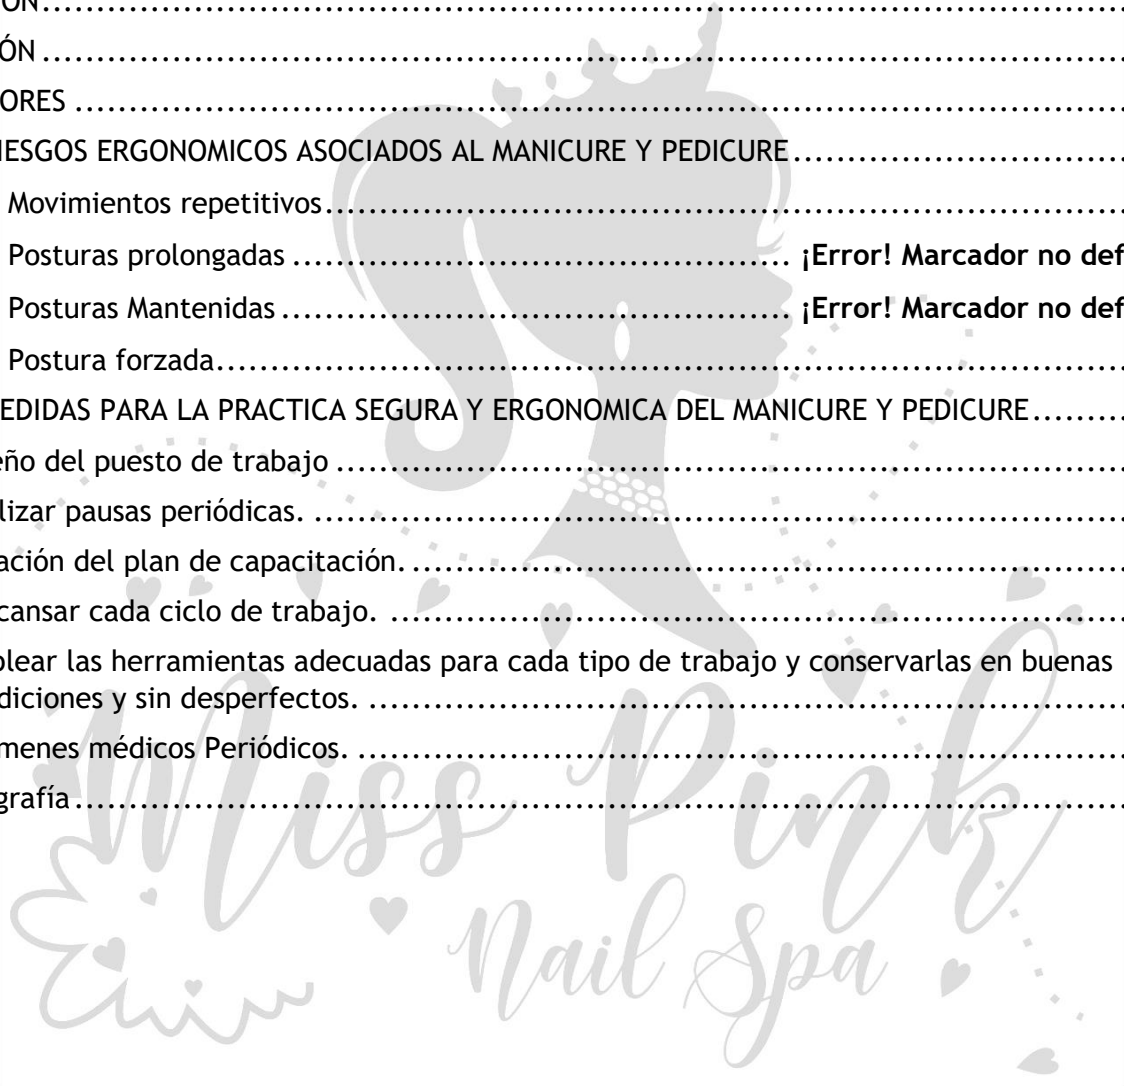 ÓN
ÓN
ORES
IESGOS ERGONOMICOS ASOCIADOS AL MANICURE Y PEDICURE
Movimientos repetitivos
Posturas prolongadas ¡Error! Marcador no def
Posturas Mantenidas ¡Error! Marcador no def
Postura forzada
EDIDAS PARA LA PRACTICA SEGURA Y ERGONOMICA DEL MANICURE Y PEDICURE
eño del puesto de trabajo
lizar pausas periódicas.
ación del plan de capacitación.
cansar cada ciclo de trabajo.
plear las herramientas adecuadas para cada tipo de trabajo y conservarlas en buenas
diciones y sin desperfectos.
menes médicos Periódicos.
grafía
Miss Pink
Nail Spa